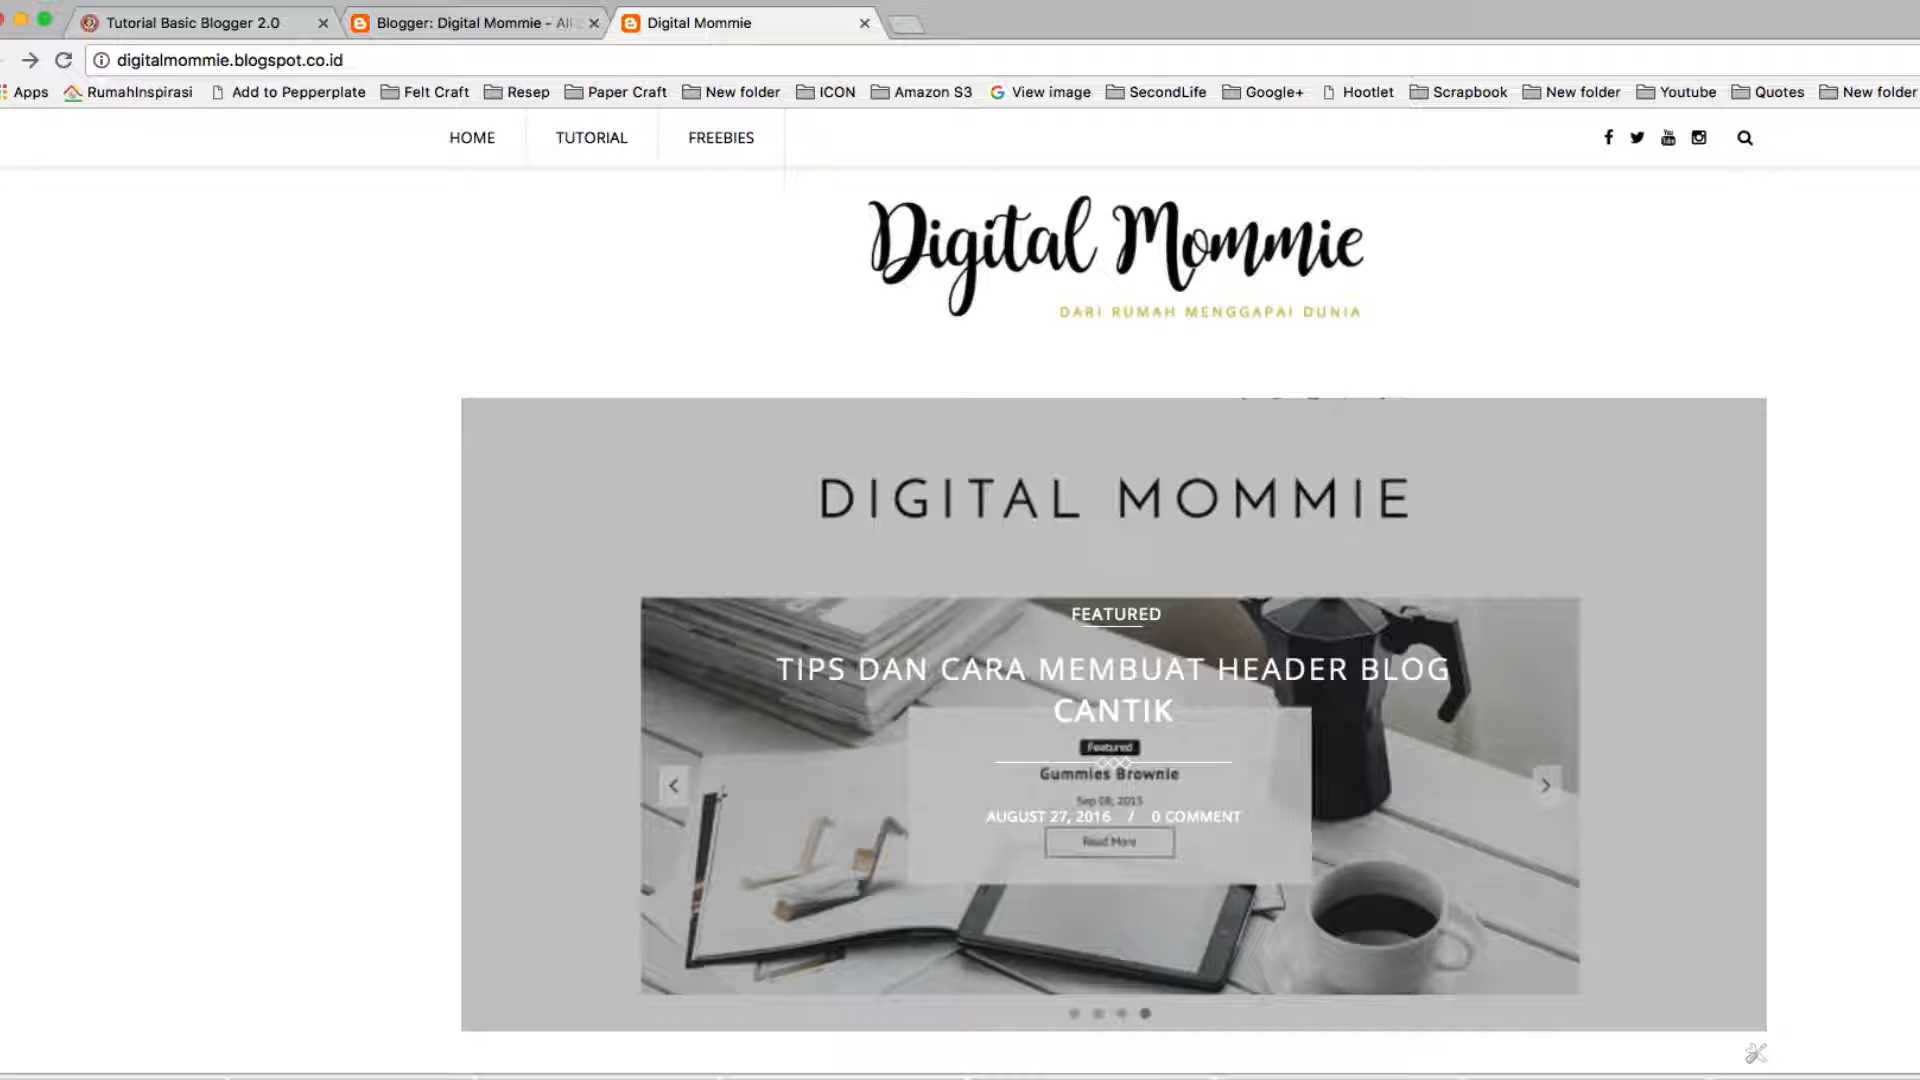 Tutorial Basic Blogger 2.0
Blogger: Digital Mommie - All
Digital Mommie
digitalmommie.blogspot.co.id
Apps
RumahInspirasi
Add to Pepperplate
Felt Craft
Resep
Paper Craft
New folder
ICON
Amazon S3
View image
SecondLife
Google+
Hootlet
Scrapbook
New folder
Youtube
Quotes
New folder
HOME
TUTORIAL
FREEBIES
Digital Mommie
DARI RUMAH MENGGAPAI DUNIA
DIGITAL MOMMIE
FEATURED
TIPS DAN CARA MEMBUAT HEADER BLOG
CANTIK
Featured
Gummies Brownie
Sep 08, 2015
AUGUST 27, 2016 / 0 COMMENT
Read More